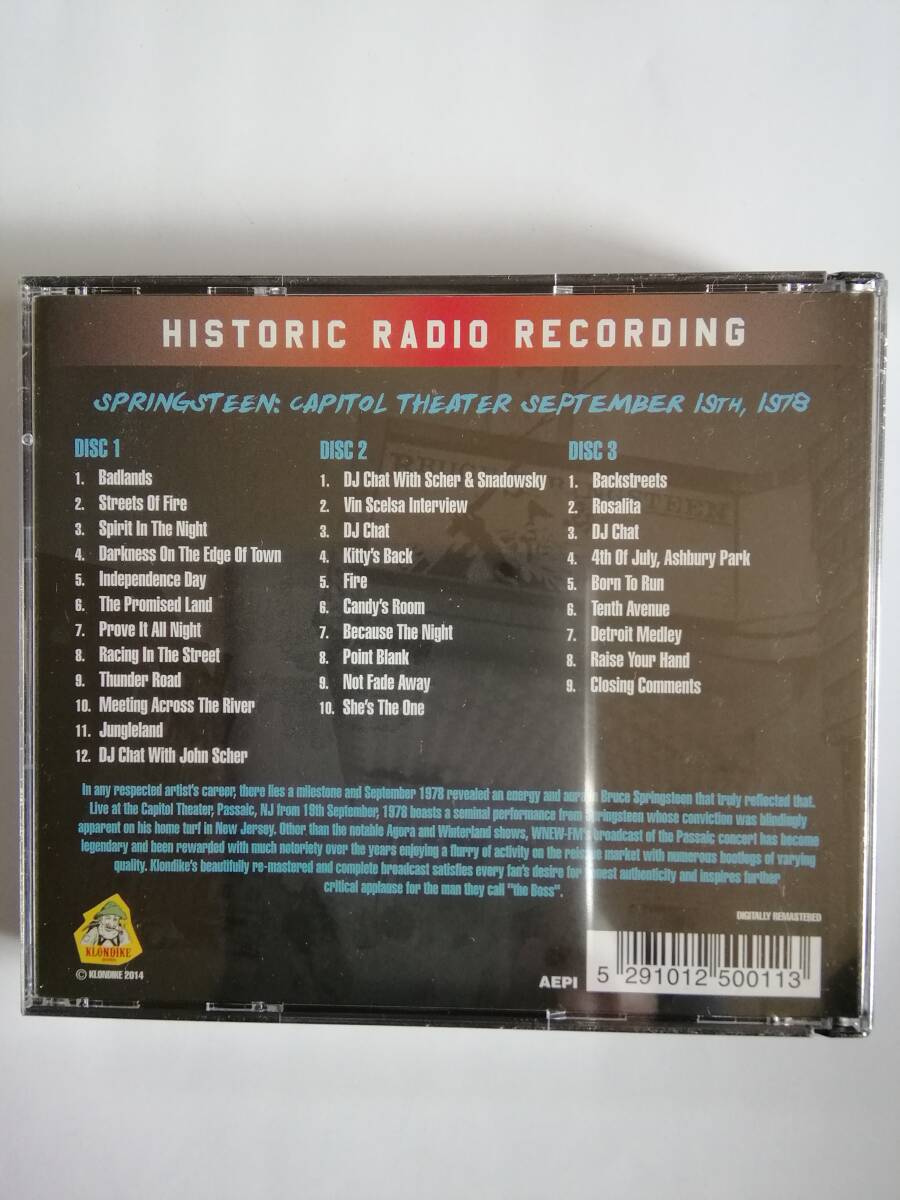 HISTORIC RADIO RECORDING
SPRINGSTEEN: CAPITOL THEATER SEPTEMBER 19TH, 1978
DISC 1
1. Badlands
2. Streets Of Fire
3. Spirit In The Night
4. Darkness On The Edge Of Town
5. Independence Day
6. The Promised Land
7. Prove It All Night
8. Racing In The Street
9. Thunder Road
10. Meeting Across The River
11. Jungleland
12. DJ Chat With John Scher
DISC 2
1. DJ Chat With Scher & Snadowsky
2. Vin Scelsa Interview
3. DJ Chat
4. Kitty's Back
5. Fire
6. Candy's Room
7. Because The Night
8. Point Blank
9. Not Fade Away
10. She's The One
DISC 3
1. Backstreets
2. Rosalita
3. DJ Chat
4. 4th Of July, Ashbury Park
5. Born To Run
6. Tenth Avenue
7. Detroit Medley
8. Raise Your Hand
9. Closing Comments
In any respected artist's career, there lies a milestone and September 1978 revealed an energy and aura in Bruce Springsteen that truly reflected that.
Live at the Capitol Theater, Passaic, NJ from 19th September, 1978 boasts a seminal performance from Springsteen whose conviction was blindingly
apparent on his home turf in New Jersey. Other than the notable Agora and Winterland shows, WNEW-FM's broadcast of the Passaic concert has become
legendary and been rewarded with much notoriety over the years enjoying a flurry of activity on the reissue market with numerous bootlegs of varying
quality. Klondike's beautifully re-mastered and complete broadcast satisfies every fan's desire for honest authenticity and inspires further
critical applause for the man they call "the Boss".
DIGITALLY REMASTERED
KLONDIKE
© KLONDIKE 2014
AEPI
5 291012 500113